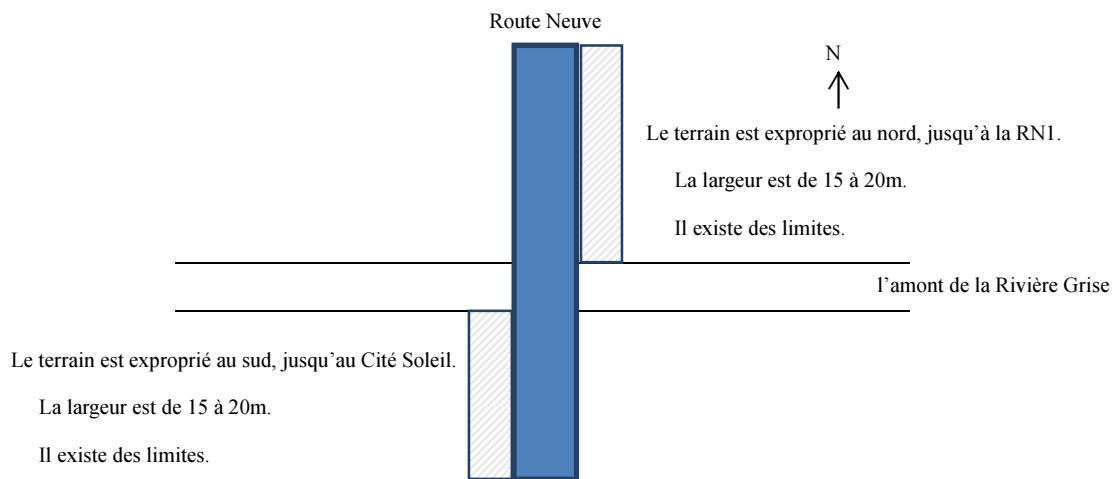 Route Neuve
N
Le terrain est exproprié au nord, jusqu’à la RN1.
La largeur est de 15 à 20m.
Il existe des limites.
l’amont de la Rivière Grise
Le terrain est exproprié au sud, jusqu’au Cité Soleil.
La largeur est de 15 à 20m.
Il existe des limites.